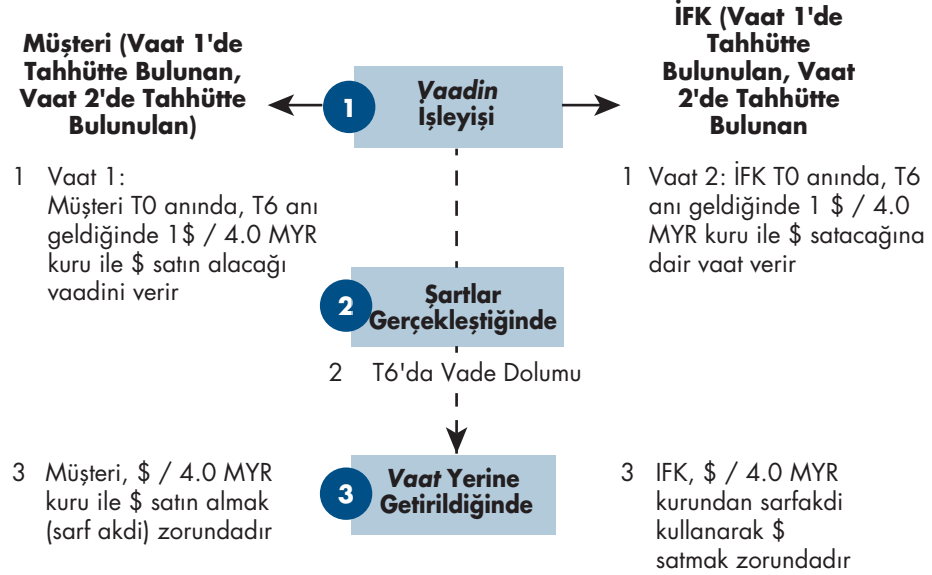 Müşteri (Vaat 1'de
Tahhütte Bulunan,
Vaat 2'de Tahhütte
Bulunulan)
1
Vaadin
İşleyişi
İFK (Vaat 1'de
Tahhütte
Bulunulan, Vaat
2'de Tahhütte
Bulunan
1 Vaat 1:
Müşteri T0 anında, T6 anı
geldiğinde 1$ / 4.0 MYR
kuru ile $ satın alacağı
vaadini verir
1 Vaat 2: İFK T0 anında, T6
anı geldiğinde 1 $ / 4.0
MYR kuru ile $ satacağına
dair vaat verir
2
Şartlar
Gerçekleştiğinde
2 T6'da Vade Dolumu
3 Müşteri, $ / 4.0 MYR
kuru ile $ satın almak
(sarf akdi) zorundadır
3
Vaat Yerine
Getirildiğinde
3 IFK, $ / 4.0 MYR
kurundan sarfakdi
kullanarak $
satmak zorundadır